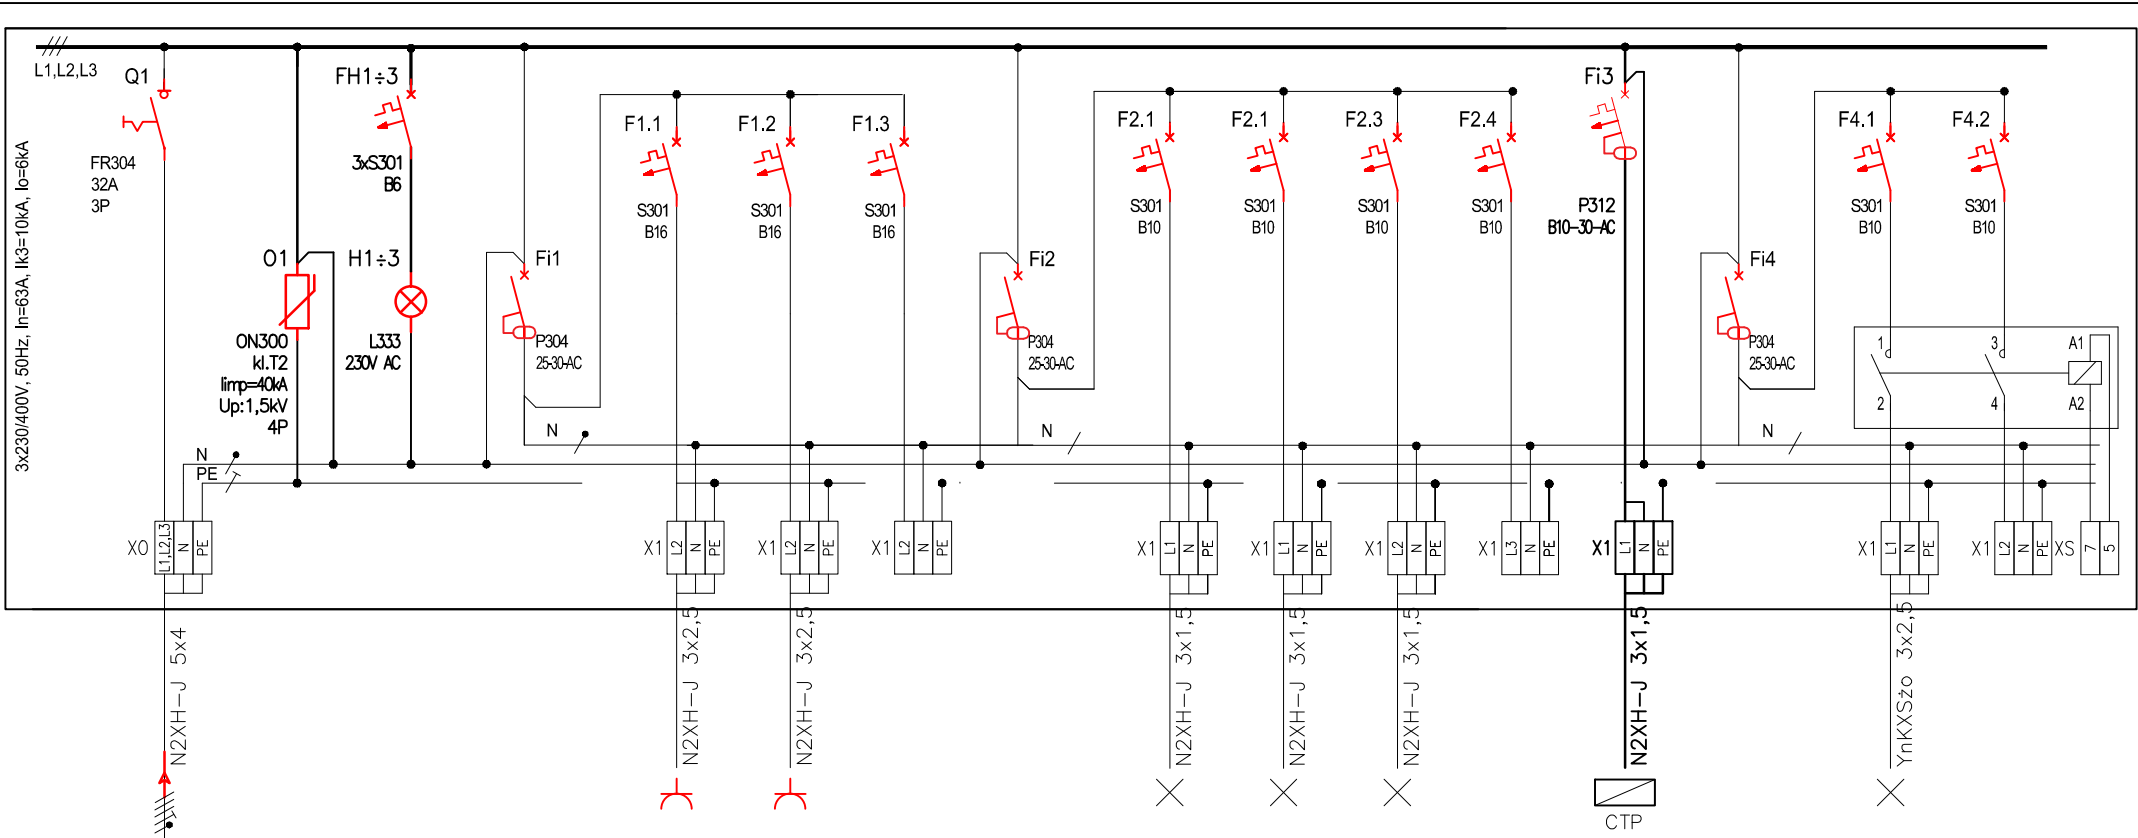 L1,L2,L3
3x230/400V, 50Hz, In=63A, Ik3=10kA, Io=6kA
Q1
FR304
32A
3P
FH1÷3
3xS301
B6
O1
ON300
kl.T2
Iimp=40kA
Up:1,5kV
4P
H1÷3
L333
230V AC
Fi1
P304
25-30-AC
F1.1
S301
B16
F1.2
S301
B16
F1.3
S301
B16
Fi2
P304
25-30-AC
F2.1
S301
B10
F2.1
S301
B10
F2.3
S301
B10
F2.4
S301
B10
Fi3
P312
B10-30-AC
Fi4
P304
25-30-AC
F4.1
S301
B10
F4.2
S301
B10
1
3
A1
2
4
A2
N
N
N
N
PE
X0
L1,L2,L3
N
PE
X1
L2
N
PE
X1
L2
N
PE
X1
L2
N
PE
X1
L1
N
PE
X1
L1
N
PE
X1
L2
N
PE
X1
L3
N
PE
X1
L1
N
PE
X1
L1
N
PE
X1
L2
N
PE
XS
7
5
N2XH-J 5x4
N2XH-J 3x2,5
N2XH-J 3x2,5
N2XH-J 3x1,5
N2XH-J 3x1,5
N2XH-J 3x1,5
N2XH-J 3x1,5
YnKXSżo 3x2,5
CTP